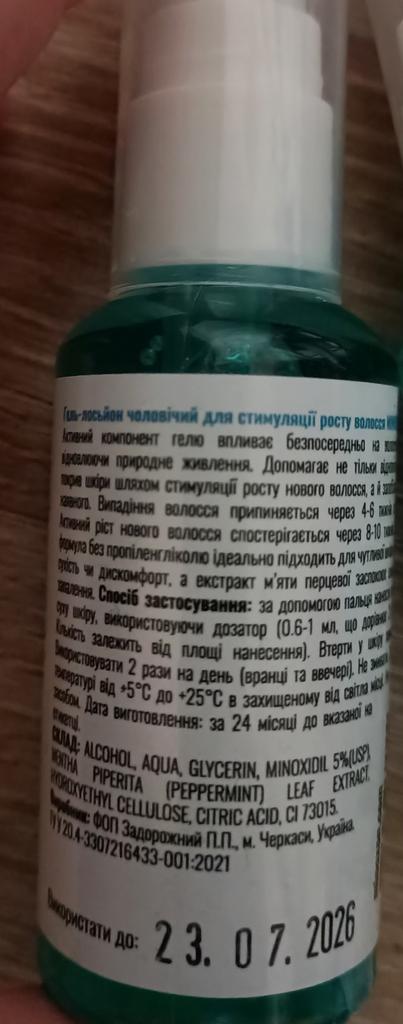 Гель-лосьйон чоловічий для стимуляції росту волосся
Активний компонент гелю впливає безпосередньо на
відновлюючи природне живлення. Допомагає не тільки
покрив шкіри шляхом стимуляції росту нового волосся, а й
наявного. Випадіння волосся припиняється через 4-6
Активний ріст нового волосся спостерігається через 8-10
формула без пропіленгліколю ідеально підходить для чутливої
сухість чи дискомфорт, а екстракт м'яти перцевої
запалення. Спосіб застосування: за допомогою пальця
суху шкіру, використовуючи дозатор (0.6-1 мл, що
Кількість залежить від площі нанесення). Втерти у шкіру
Використовувати 2 рази на день (вранці та ввечері). Не
температурі від +5°C до +25°C в захищеному від світла місці
засобом. Дата виготовлення: за 24 місяці до вказаної на
етикетці.
СКЛАД: ALCOHOL, AQUA, GLYCERIN, MINOXIDIL 5%(USP),
MENTHA PIPERITA (PEPPERMINT) LEAF EXTRACT,
HYDROXYETHYL CELLULOSE, CITRIC ACID, CI 73015.
Виробник: ФОП Задорожний П.П., м. Черкаси, Україна.
ТУ У 20.4-3307216433-001:2021
Використати до: 23. 07. 2026